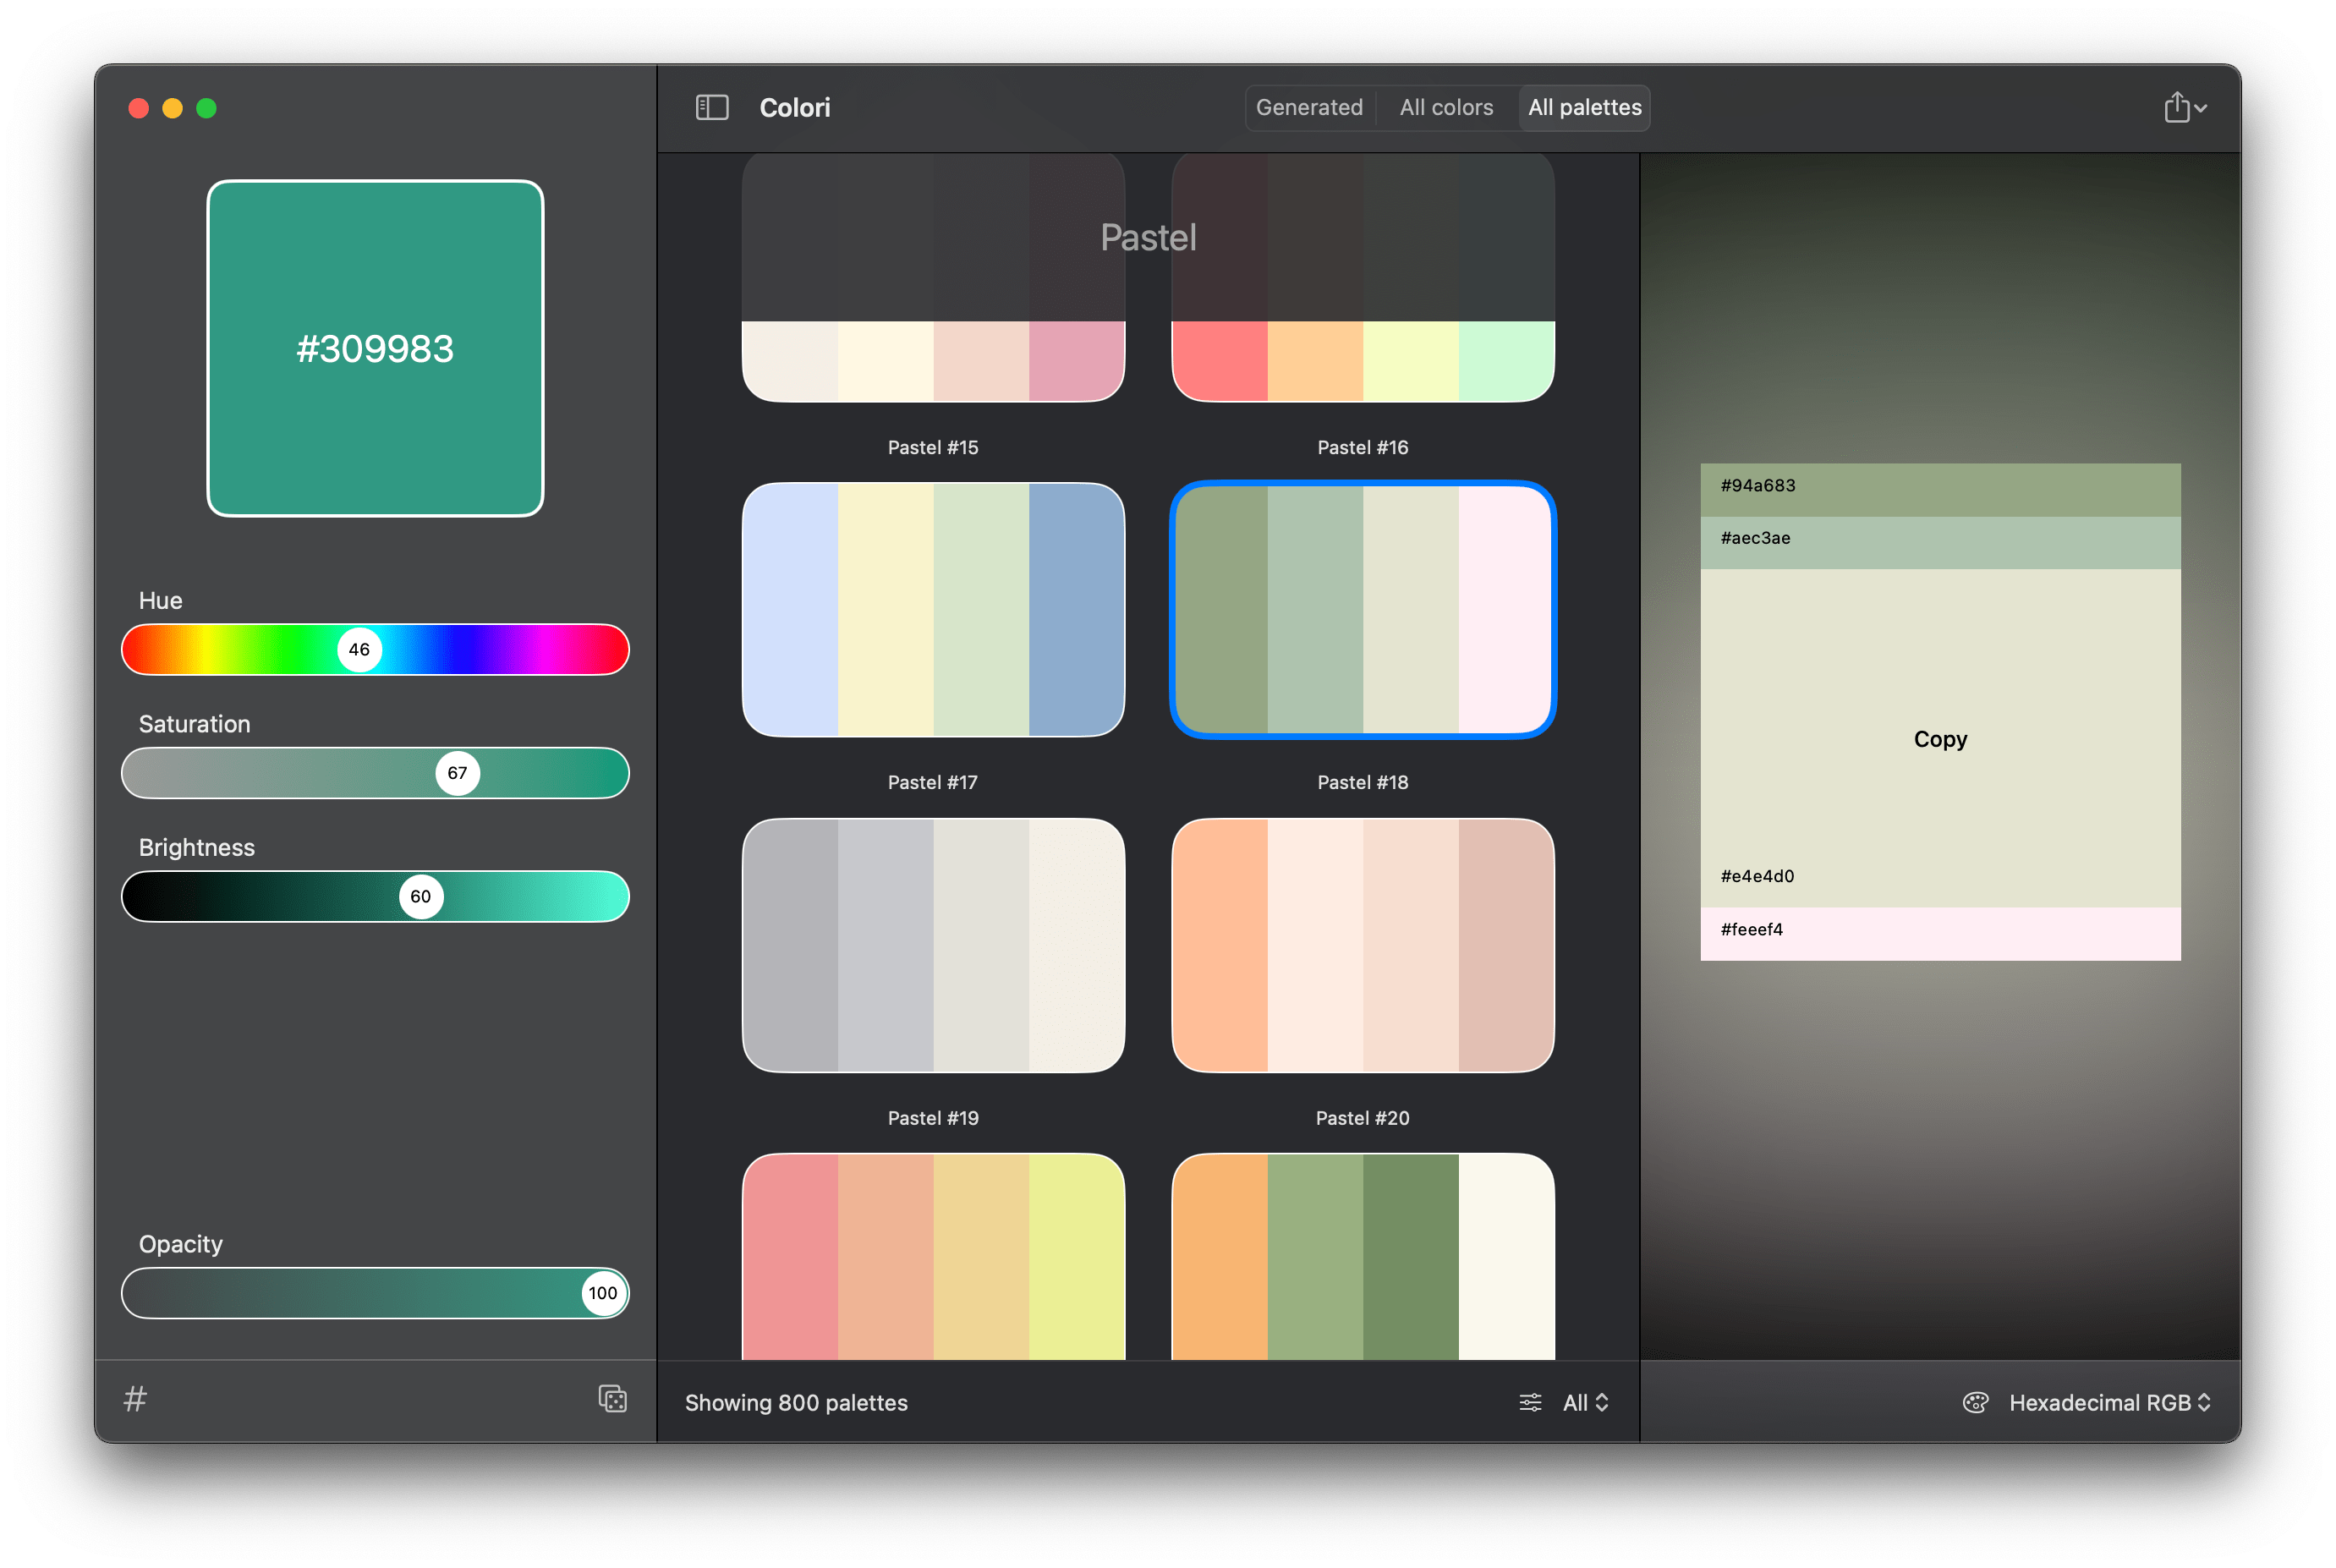 Colori
Generated
All colors
All palettes
#309983
Hue
46
Saturation
67
Brightness
60
Opacity
100
#
Pastel
Pastel #15
Pastel #16
Pastel #17
Pastel #18
Pastel #19
Pastel #20
Showing 800 palettes
All
#94a683
#aec3ae
Copy
#e4e4d0
#feeef4
Hexadecimal RGB